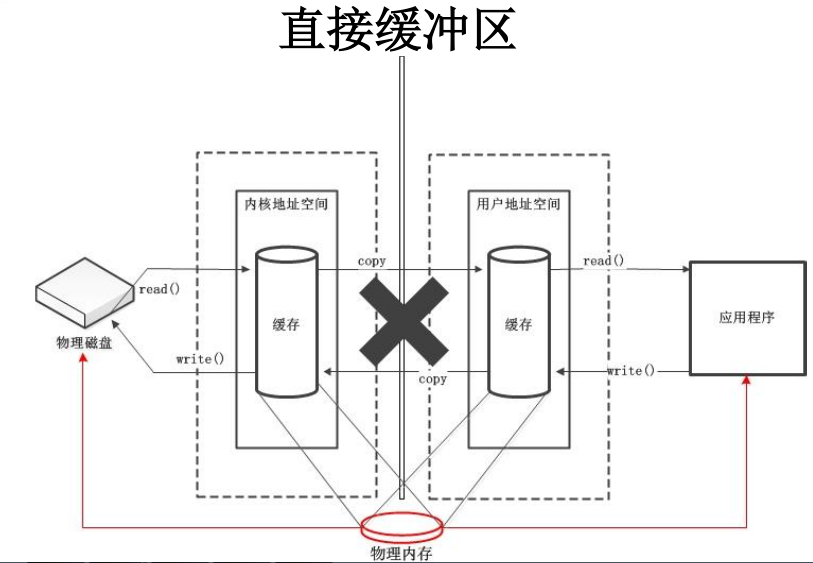 直接缓冲区
内核地址空间
用户地址空间
copy
read()
read()
缓存
缓存
应用程序
物理磁盘
write()
copy
write()
物理内存